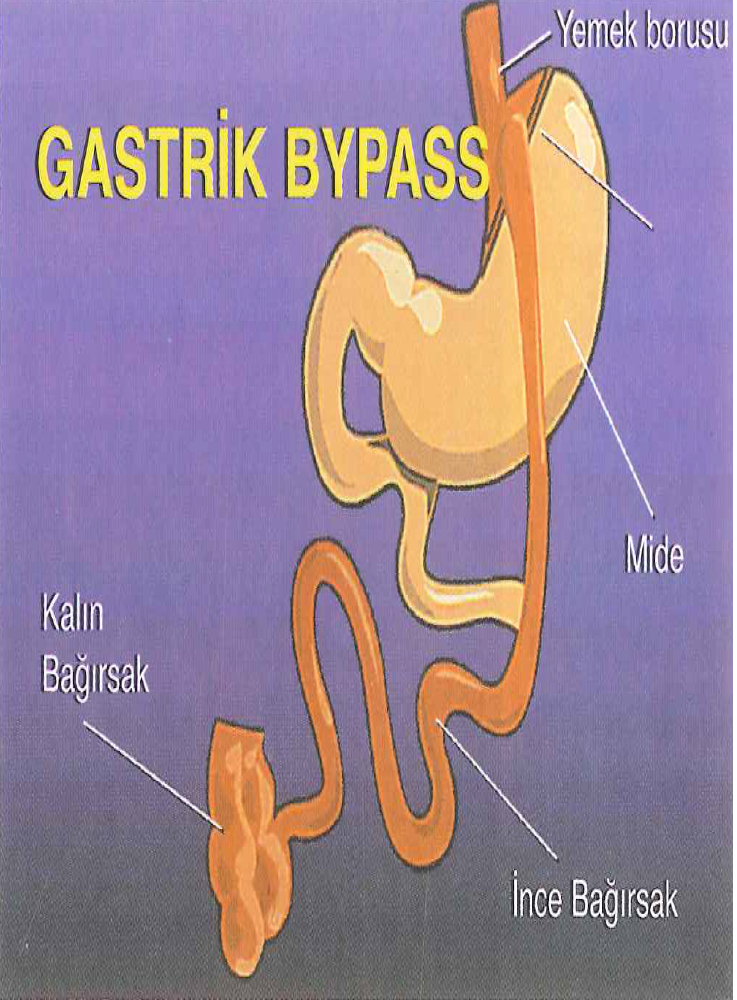 Yemek borusu
GASTRİK BYPASS
Mide
Kalın
Bağırsak
İnce Bağırsak